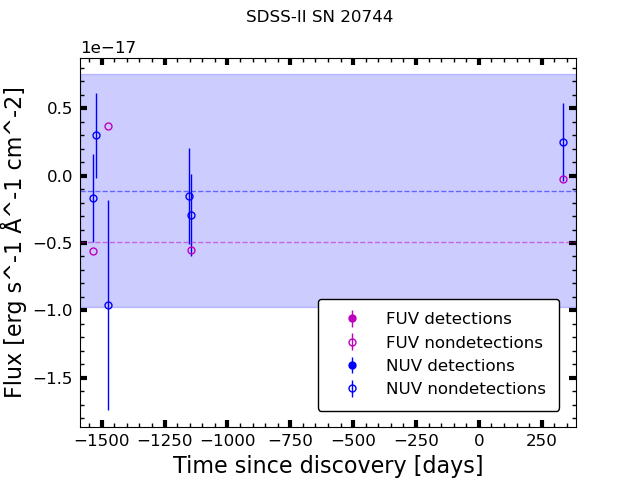 SDSS-II SN 20744
1e−17
0.5
0.0
−0.5
−1.0
−1.5
Flux [erg s^-1 Å^-1 cm^-2]
FUV detections
FUV nondetections
NUV detections
NUV nondetections
−1500 −1250 −1000 −750 −500 −250 0 250
Time since discovery [days]